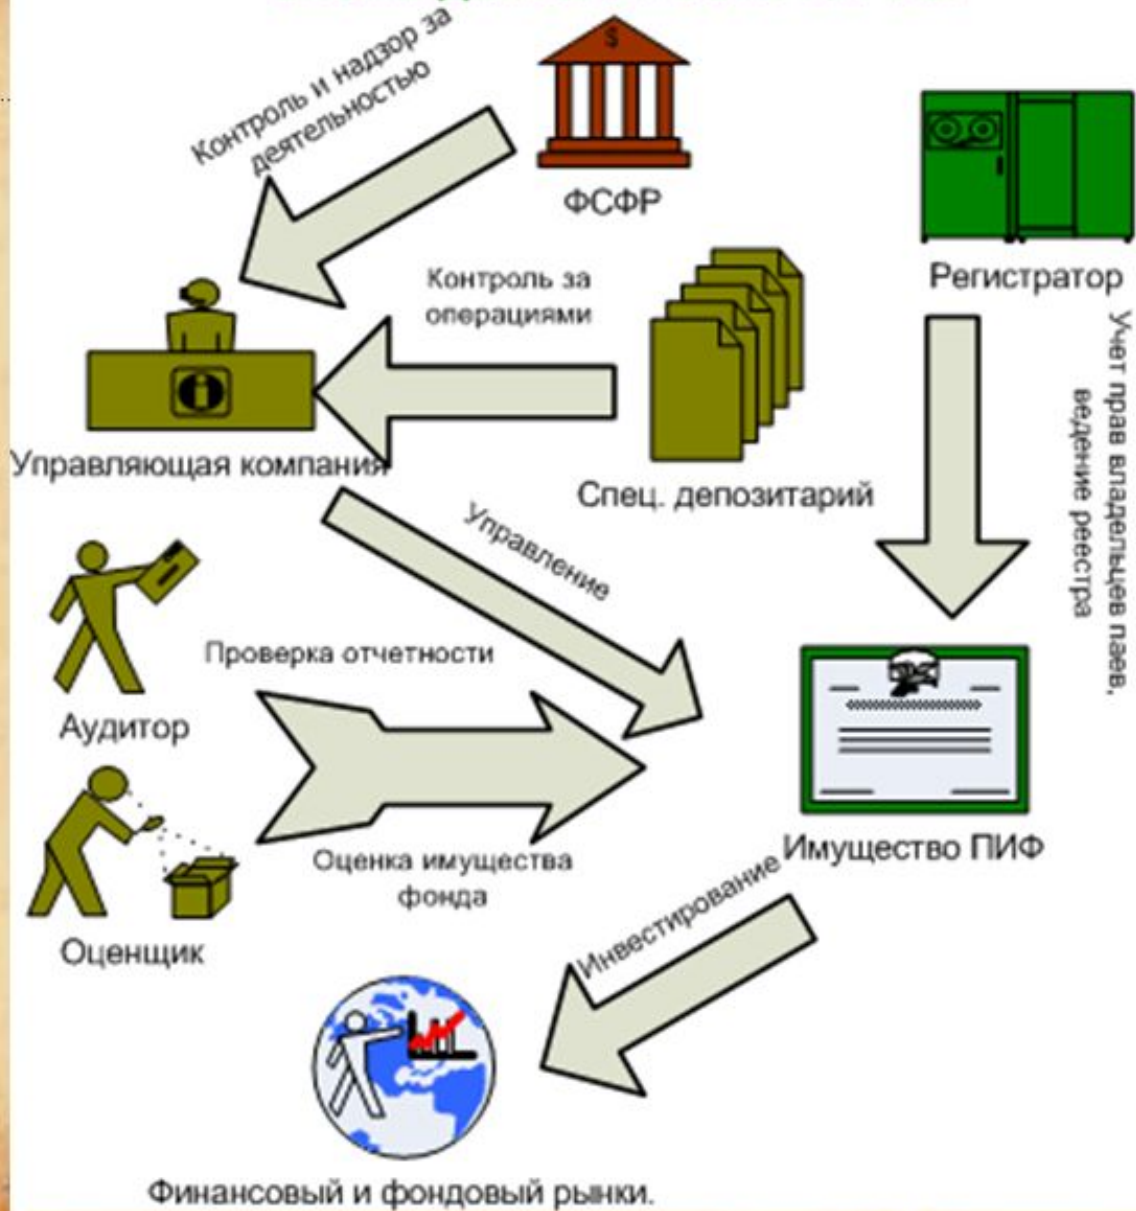 Контроль и надзор за
деятельностью
$
ФСФР
Регистратор
Контроль за
операциями
Учет прав владельцев паев,
ведение реестра
Управляющая компания
Спец. депозитарий
Управление
Проверка отчетности
Аудитор
Имущество ПИФ
Оценка имущества
фонда
Оценщик
Инвестирование
Финансовый и фондовый рынки.